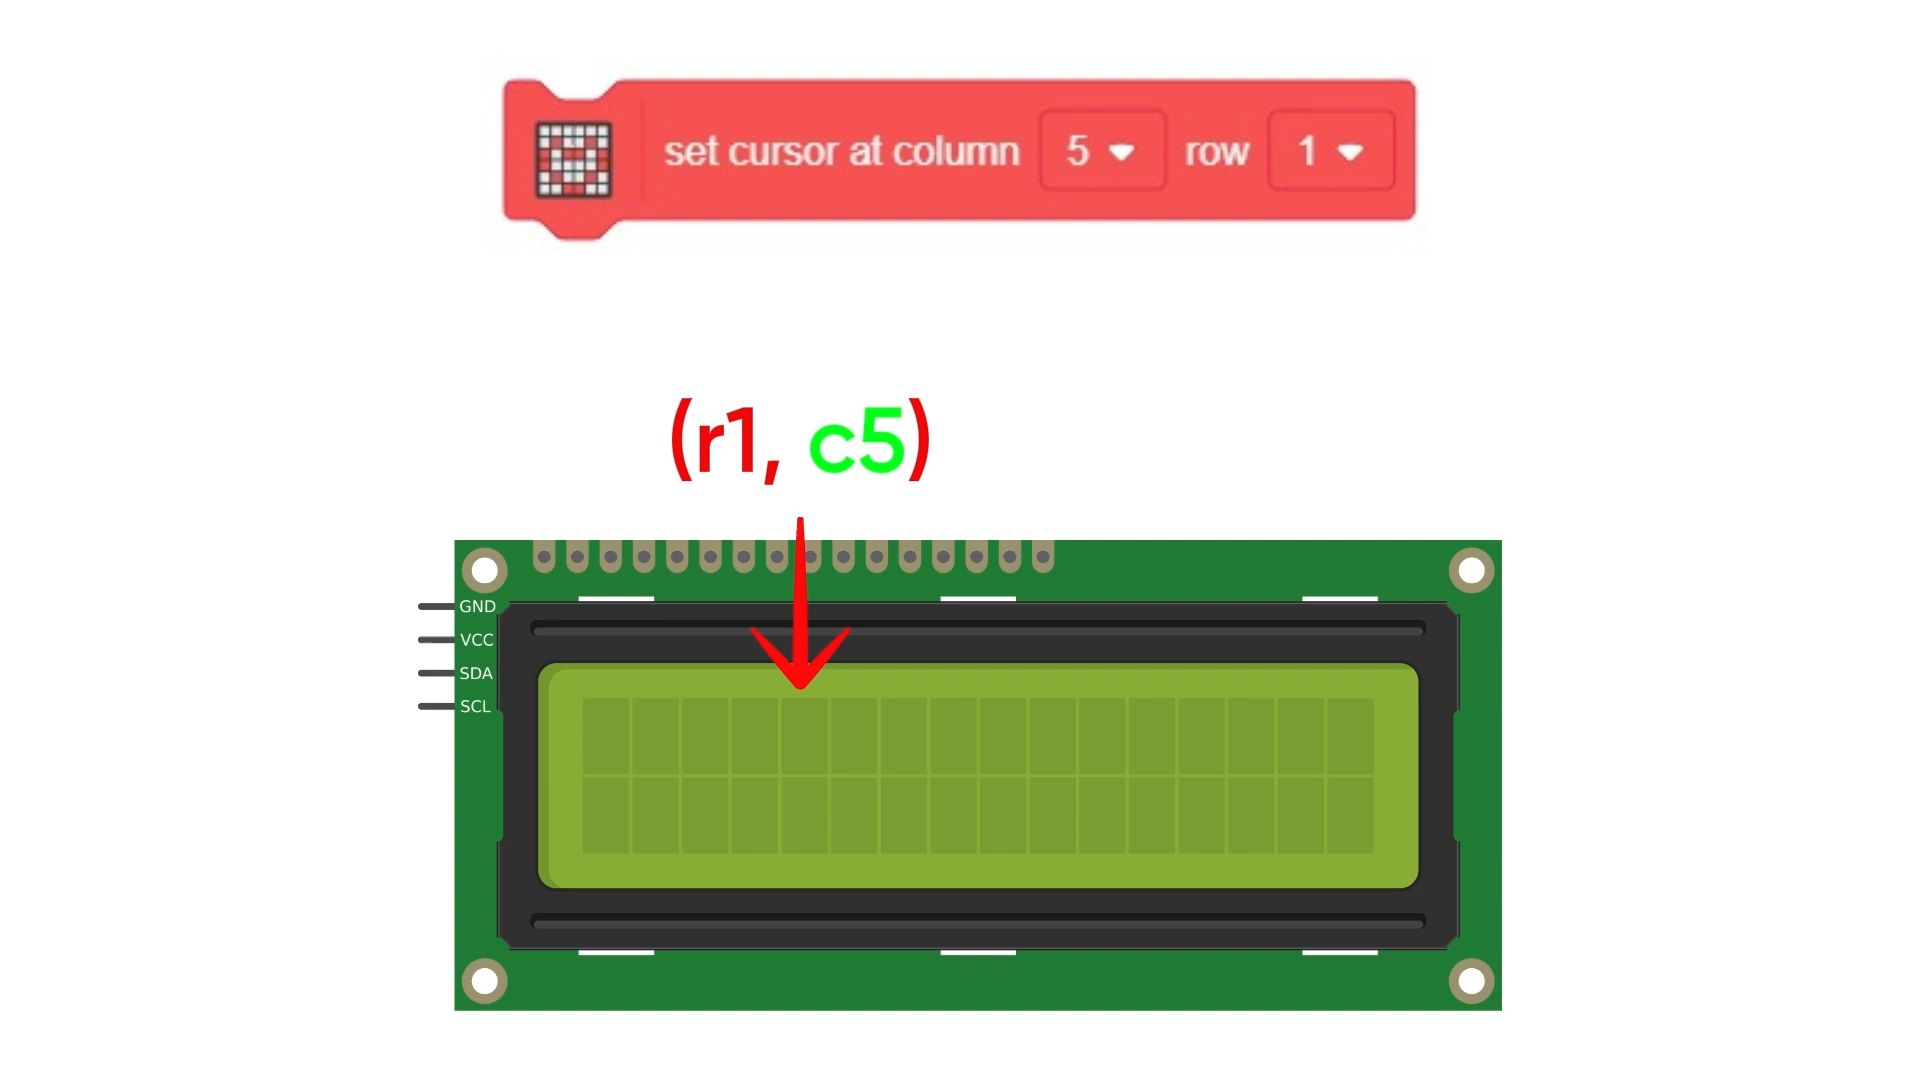 set cursor at column 5 row 1
(r1, c5)
GND
VCC
SDA
SCL